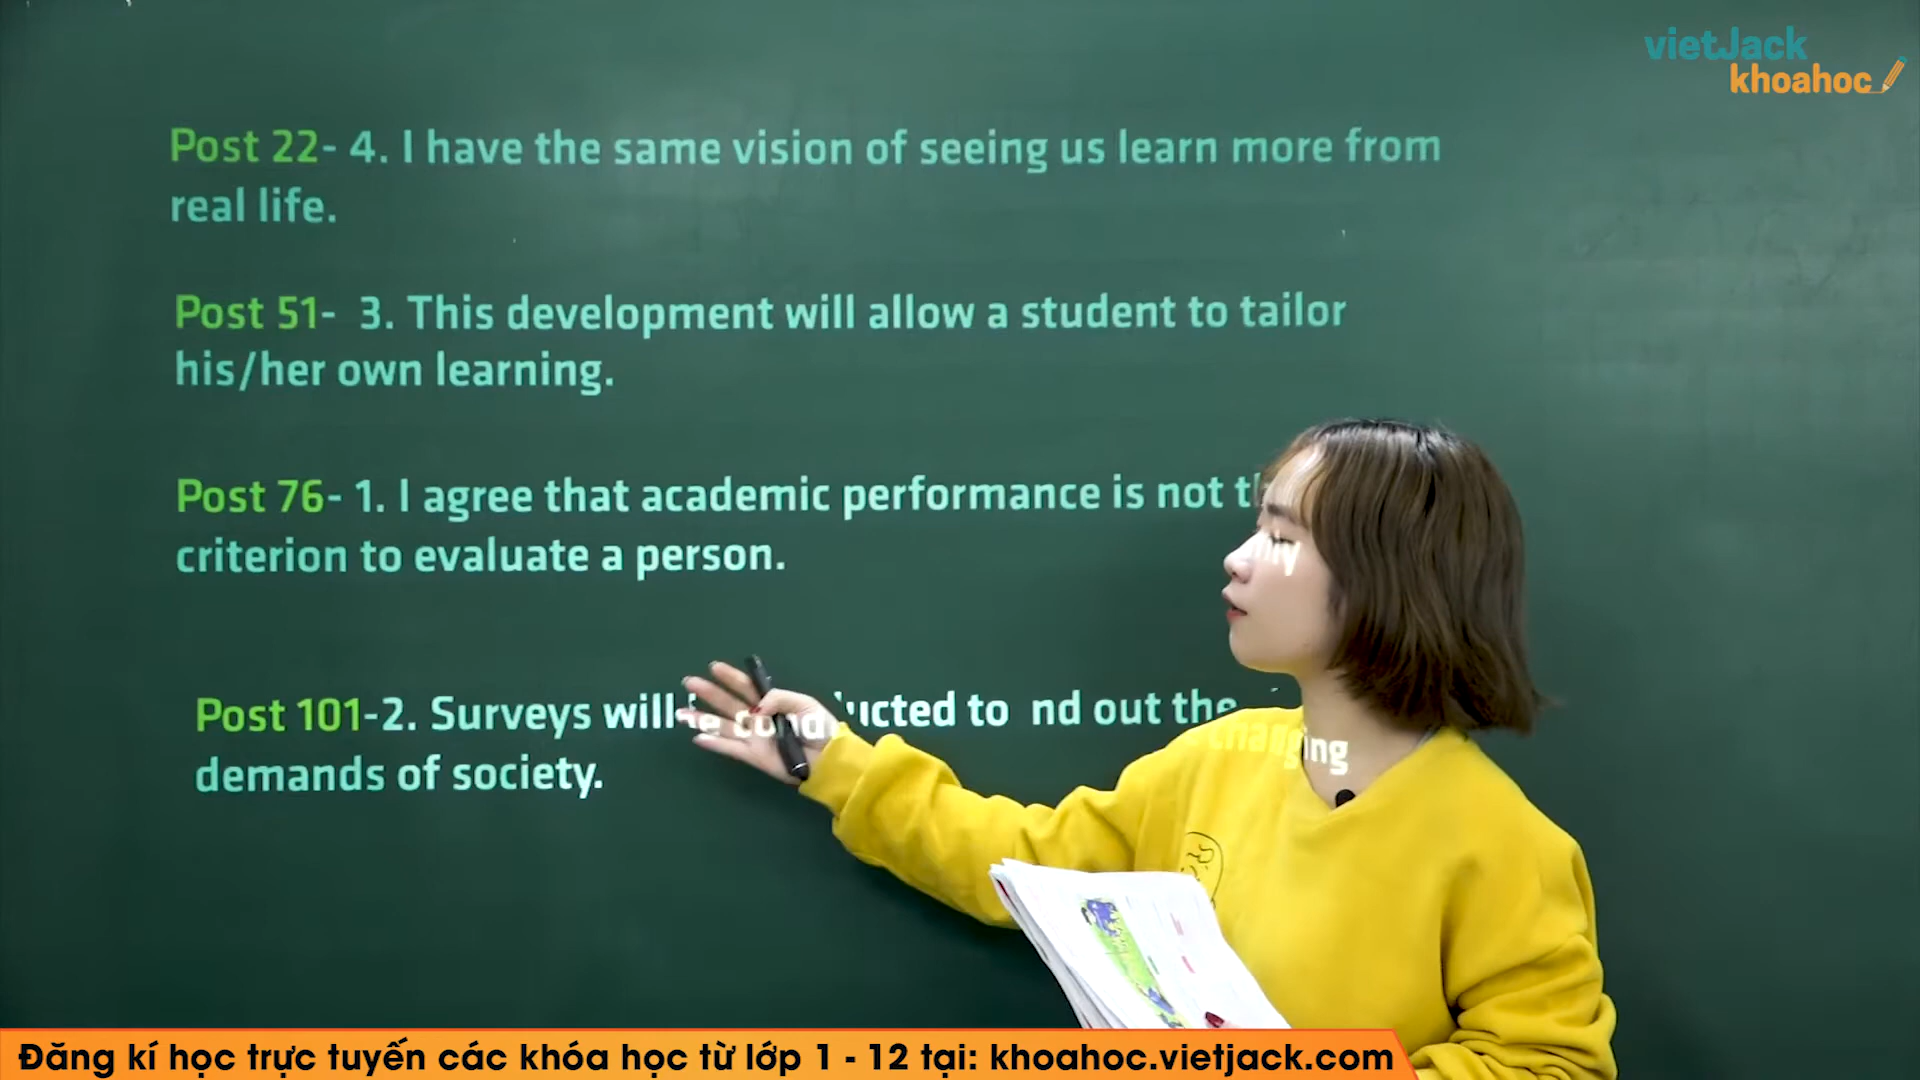 vietJack
khoahoc
Post 22- 4. I have the same vision of seeing us learn more from
real life.
Post 51- 3. This development will allow a student to tailor
his/her own learning.
Post 76- 1. I agree that academic performance is not
criterion to evaluate a person.
Post 101-2. Surveys will be conducted to nd out the changing
demands of society.
Đăng kí học trực tuyến các khóa học từ lớp 1 - 12 tại: khoahoc.vietjack.com